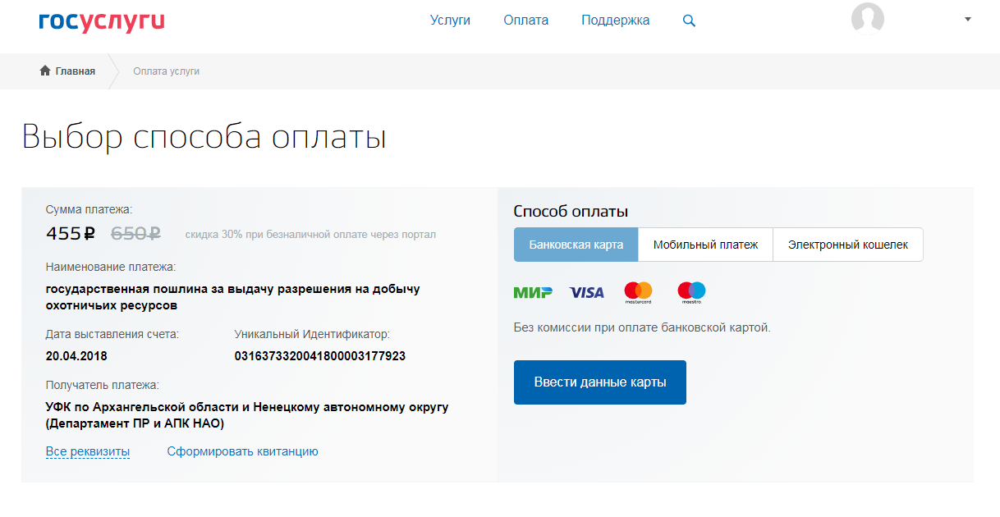 госуслуги
Услуги Оплата Поддержка
Главная Оплата услуги
Выбор способа оплаты
Сумма платежа:
455 ₽ 650 ₽ скидка 30% при безналичной оплате через портал
Наименование платежа:
государственная пошлина за выдачу разрешения на добычу
охотничьих ресурсов
Дата выставления счета: Уникальный Идентификатор:
20.04.2018 0316373320041800003177923
Получатель платежа:
УФК по Архангельской области и Ненецкому автономному округу
(Департамент ПР и АПК НАО)
Все реквизиты Сформировать квитанцию
Способ оплаты
Банковская карта Мобильный платеж Электронный кошелек
МИР VISA mastercard maestro
Без комиссии при оплате банковской картой.
Ввести данные карты